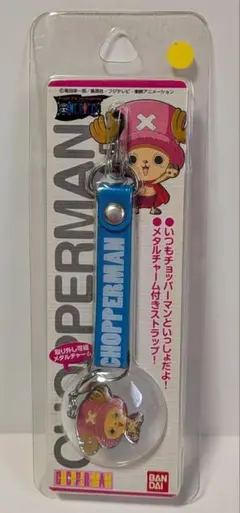 ©尾田栄一郎/集英社・フジテレビ・東映アニメーション
ONE PIECE
CHOPPERMAN
CHOPPERMAN
●いつもチョッパーマンといっしょだよ!
●メタルチャーム付きストラップ!
取り外し可能
メタルチャーム
CHOPPERMAN
BAN
DAI